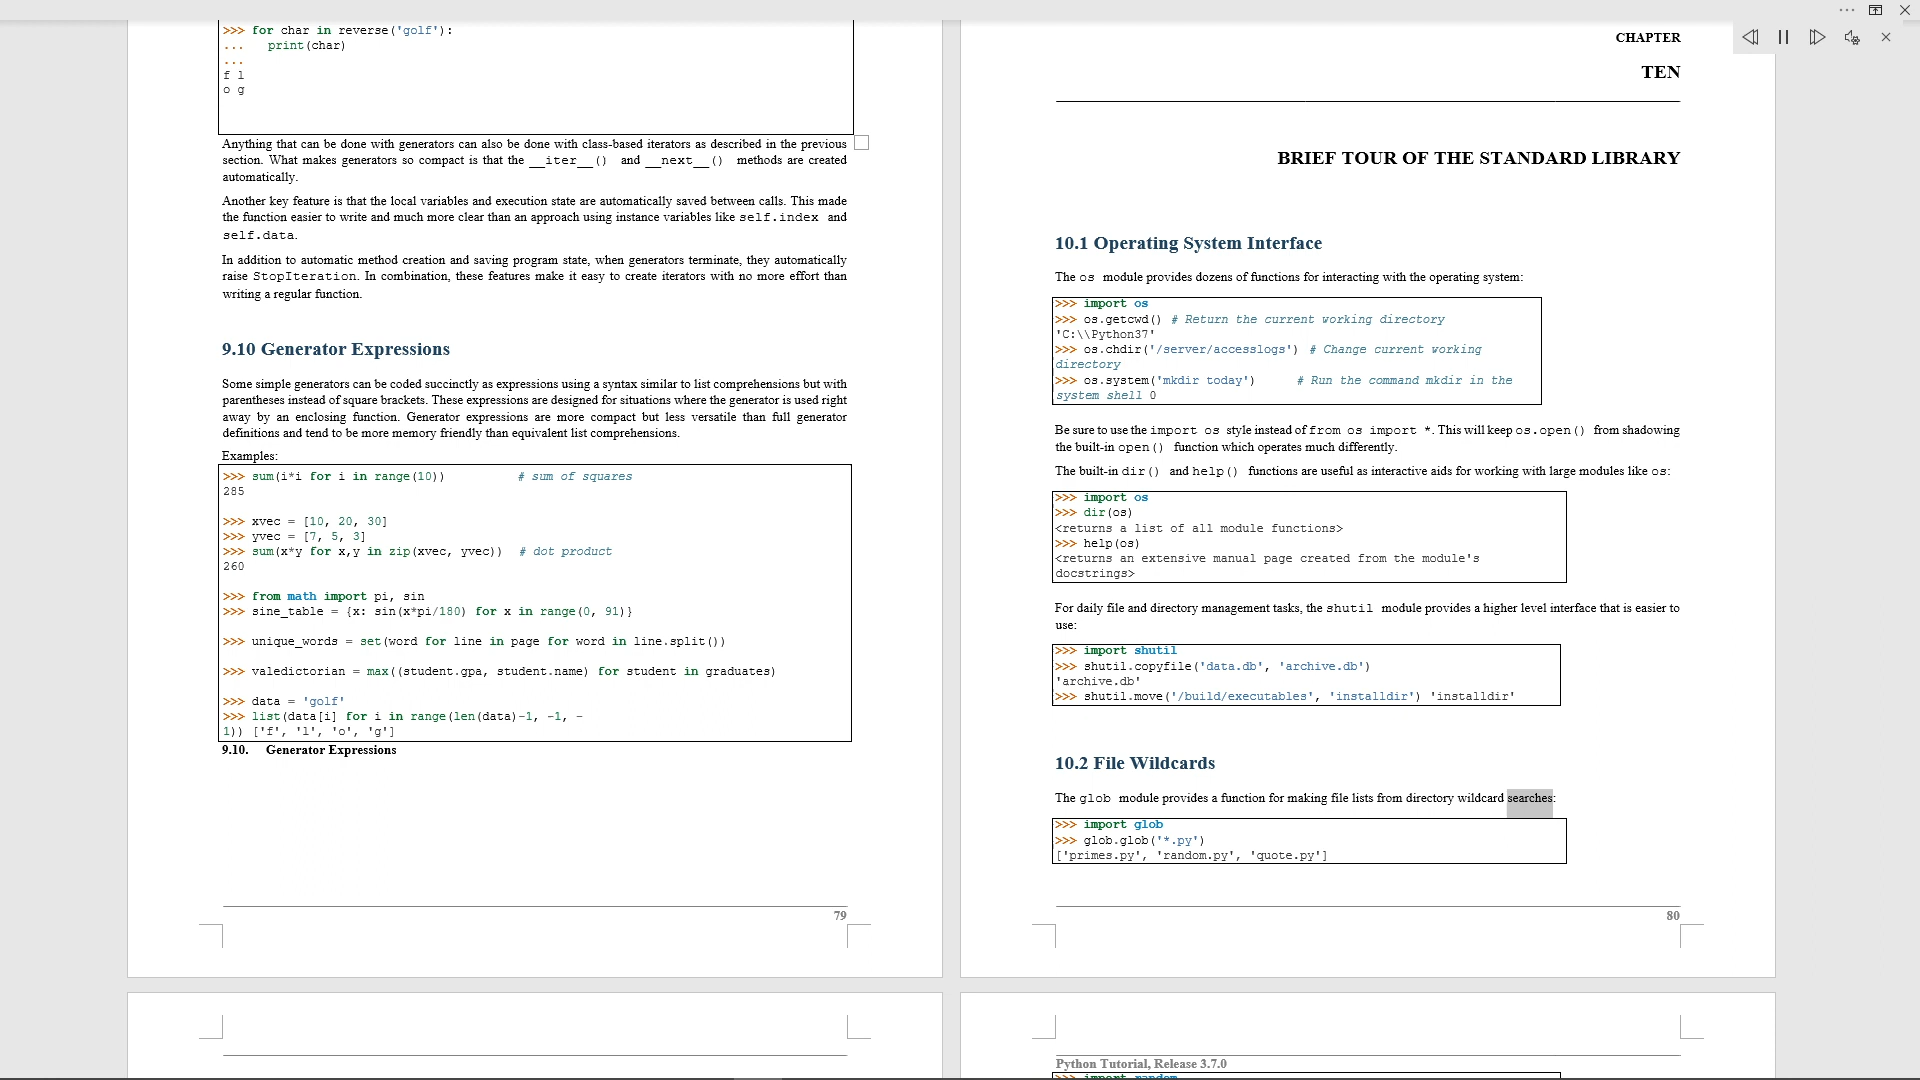 >>> for char in reverse('golf'):
...   print(char)
...
f l
o g
Anything that can be done with generators can also be done with class-based iterators as described in the previous
section. What makes generators so compact is that the __iter__() and __next__() methods are created
automatically.
Another key feature is that the local variables and execution state are automatically saved between calls. This made
the function easier to write and much more clear than an approach using instance variables like self.index and
self.data.
In addition to automatic method creation and saving program state, when generators terminate, they automatically
raise StopIteration. In combination, these features make it easy to create iterators with no more effort than
writing a regular function.
9.10 Generator Expressions
Some simple generators can be coded succinctly as expressions using a syntax similar to list comprehensions but with
parentheses instead of square brackets. These expressions are designed for situations where the generator is used right
away by an enclosing function. Generator expressions are more compact but less versatile than full generator
definitions and tend to be more memory friendly than equivalent list comprehensions.
Examples:
>>> sum(i*i for i in range(10)) # sum of squares
285
>>> xvec = [10, 20, 30]
>>> yvec = [7, 5, 3]
>>> sum(x*y for x,y in zip(xvec, yvec)) # dot product
260
>>> from math import pi, sin
>>> sine_table = {x: sin(x*pi/180) for x in range(0, 91)}
>>> unique_words = set(word for line in page for word in line.split())
>>> valedictorian = max((student.gpa, student.name) for student in graduates)
>>> data = 'golf'
>>> list(data[i] for i in range(len(data)-1, -1, -
1)) ['f', 'l', 'o', 'g']
9.10. Generator Expressions
79
CHAPTER
TEN
BRIEF TOUR OF THE STANDARD LIBRARY
10.1 Operating System Interface
The os module provides dozens of functions for interacting with the operating system:
>>> import os
>>> os.getcwd() # Return the current working directory
'C:\\Python37'
>>> os.chdir('/server/accesslogs') # Change current working
directory
>>> os.system('mkdir today') # Run the command mkdir in the
system shell 0
Be sure to use the import os style instead of from os import *. This will keep os.open() from shadowing
the built-in open() function which operates much differently.
The built-in dir() and help() functions are useful as interactive aids for working with large modules like os:
>>> import os
>>> dir(os)
<returns a list of all module functions>
>>> help(os)
<returns an extensive manual page created from the module's
docstrings>
For daily file and directory management tasks, the shutil module provides a higher level interface that is easier to
use:
>>> import shutil
>>> shutil.copyfile('data.db', 'archive.db')
'archive.db'
>>> shutil.move('/build/executables', 'installdir') 'installdir'
10.2 File Wildcards
The glob module provides a function for making file lists from directory wildcard searches:
>>> import glob
>>> glob.glob('*.py')
['primes.py', 'random.py', 'quote.py']
80
Python Tutorial, Release 3.7.0
>>> import random